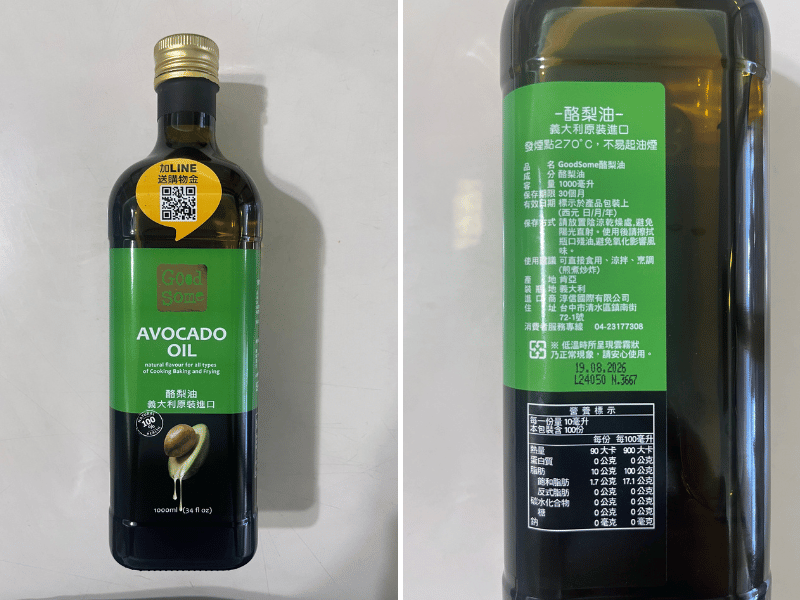 加LINE
送購物金
Good
Some
AVOCADO
OIL
natural flavour for all types
of Cooking Baking and Frying
酪梨油
義大利原裝進口
100%
1000ml (34 fl oz)
-酪梨油-
義大利原裝進口
發煙點270°C，不易起油煙
品 名 GoodSome酪梨油
成 分 酪梨油
容 量 1000毫升
保存期限 30個月
有效日期 標示於產品包裝上
(西元 日/月/年)
保存方式 請放置陰涼乾燥處,避免
陽光直射。使用後請擦拭
瓶口殘油,避免氧化影響風
味。
使用建議 可直接食用、涼拌、烹調
(煎煮炒炸)
產 地 肯亞
裝 瓶 地 義大利
進 口 商 淳信國際有限公司
住 址 台中市清水區鎮南街
72-1號
消費者服務專線 04-23177308
※ 低溫時所呈現雲霧狀
乃正常現象，請安心使用。
19.08.2026
L24050 N.3667
營養標示
每一份量 10毫升
本包裝含 100份
每份 每100毫升
熱量 90 大卡 900 大卡
蛋白質 0 公克 0 公克
脂肪 10 公克 100 公克
飽和脂肪 1.7 公克 17.1 公克
反式脂肪 0 公克 0 公克
碳水化合物 0 公克 0 公克
糖 0 公克 0 公克
鈉 0 毫克 0 毫克